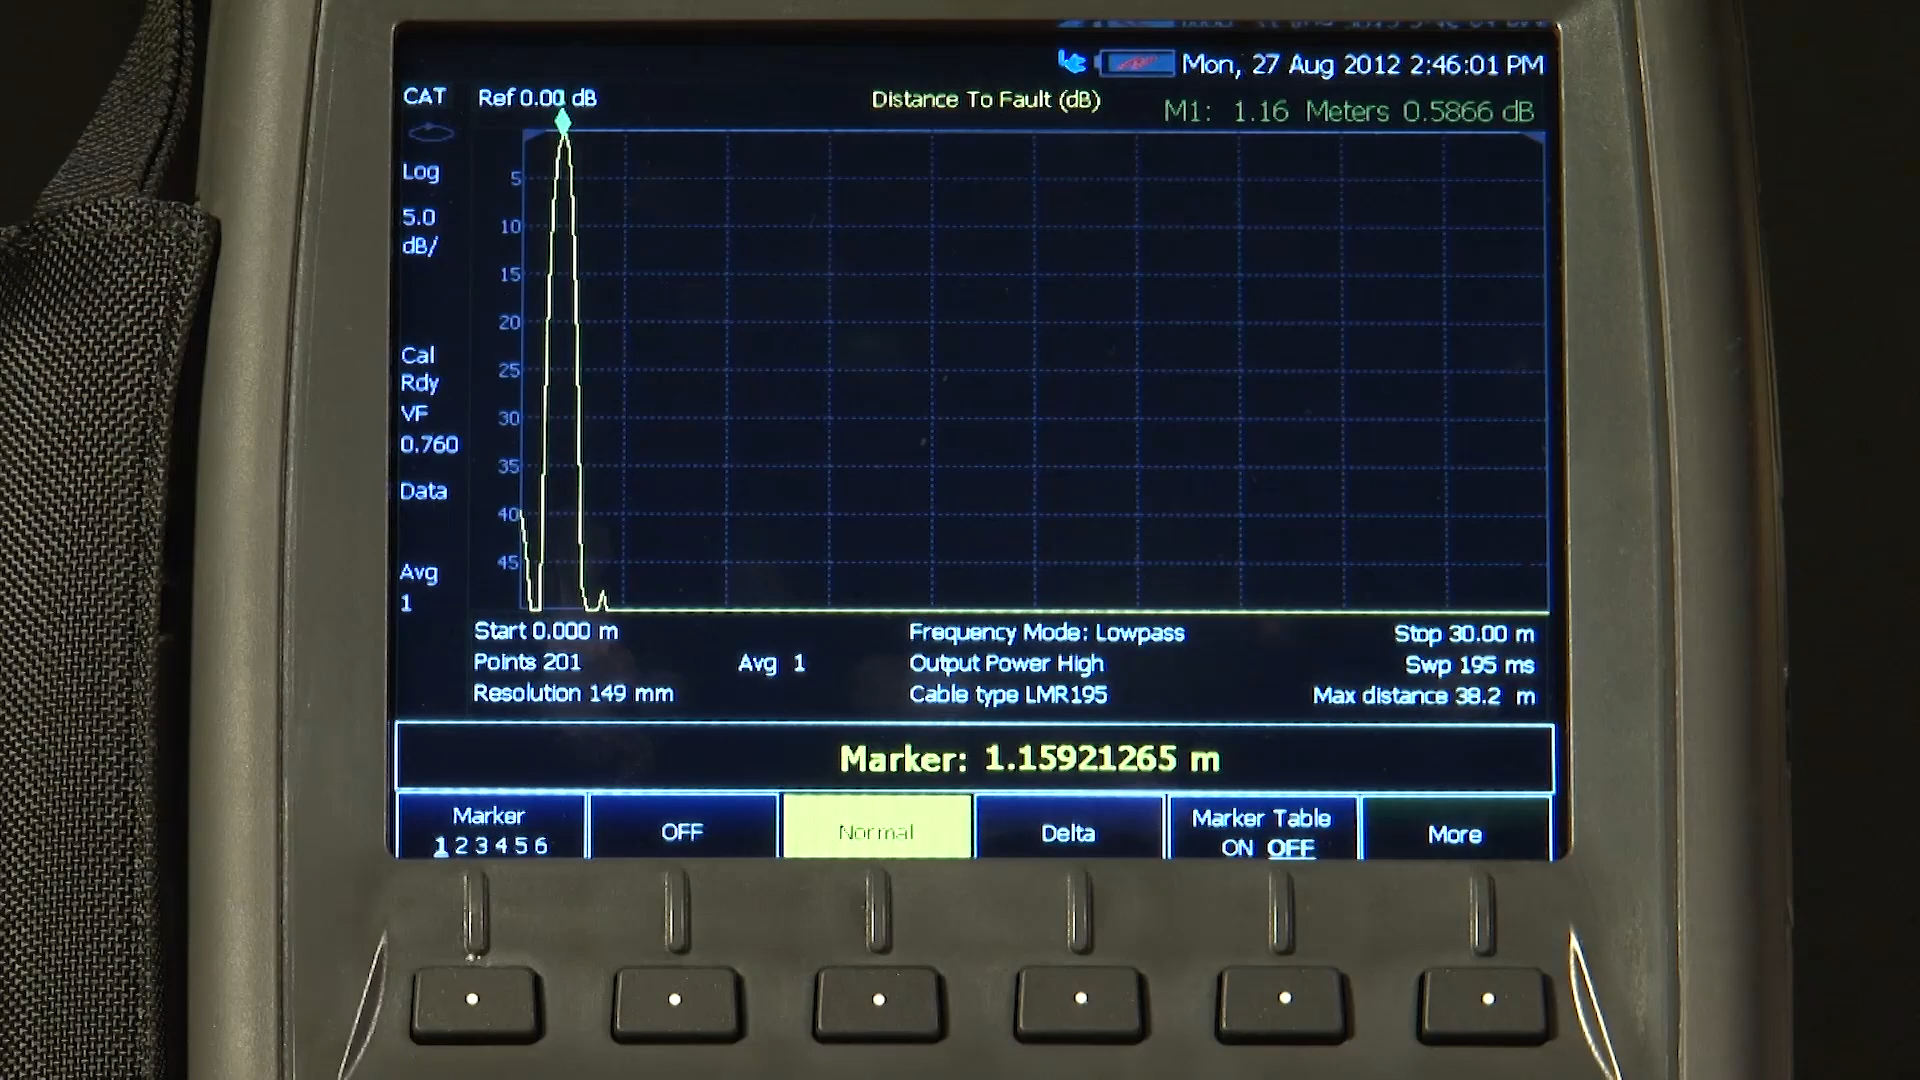 Mon, 27 Aug 2012 2:46:01 PM
CAT
Ref 0.00 dB
Distance To Fault (dB)
M1: 1.16 Meters 0.5866 dB
Log
5.0
dB/
5
10
15
20
25
30
35
40
45
Cal
Rdy
VF
0.760
Data
Avg
1
Start 0.000 m
Frequency Mode: Lowpass
Stop 30.00 m
Points 201
Avg 1
Output Power High
Swp 195 ms
Resolution 149 mm
Cable type LMR195
Max distance 38.2 m
Marker: 1.15921265 m
Marker
1 2 3 4 5 6
OFF
Normal
Delta
Marker Table
ON OFF
More